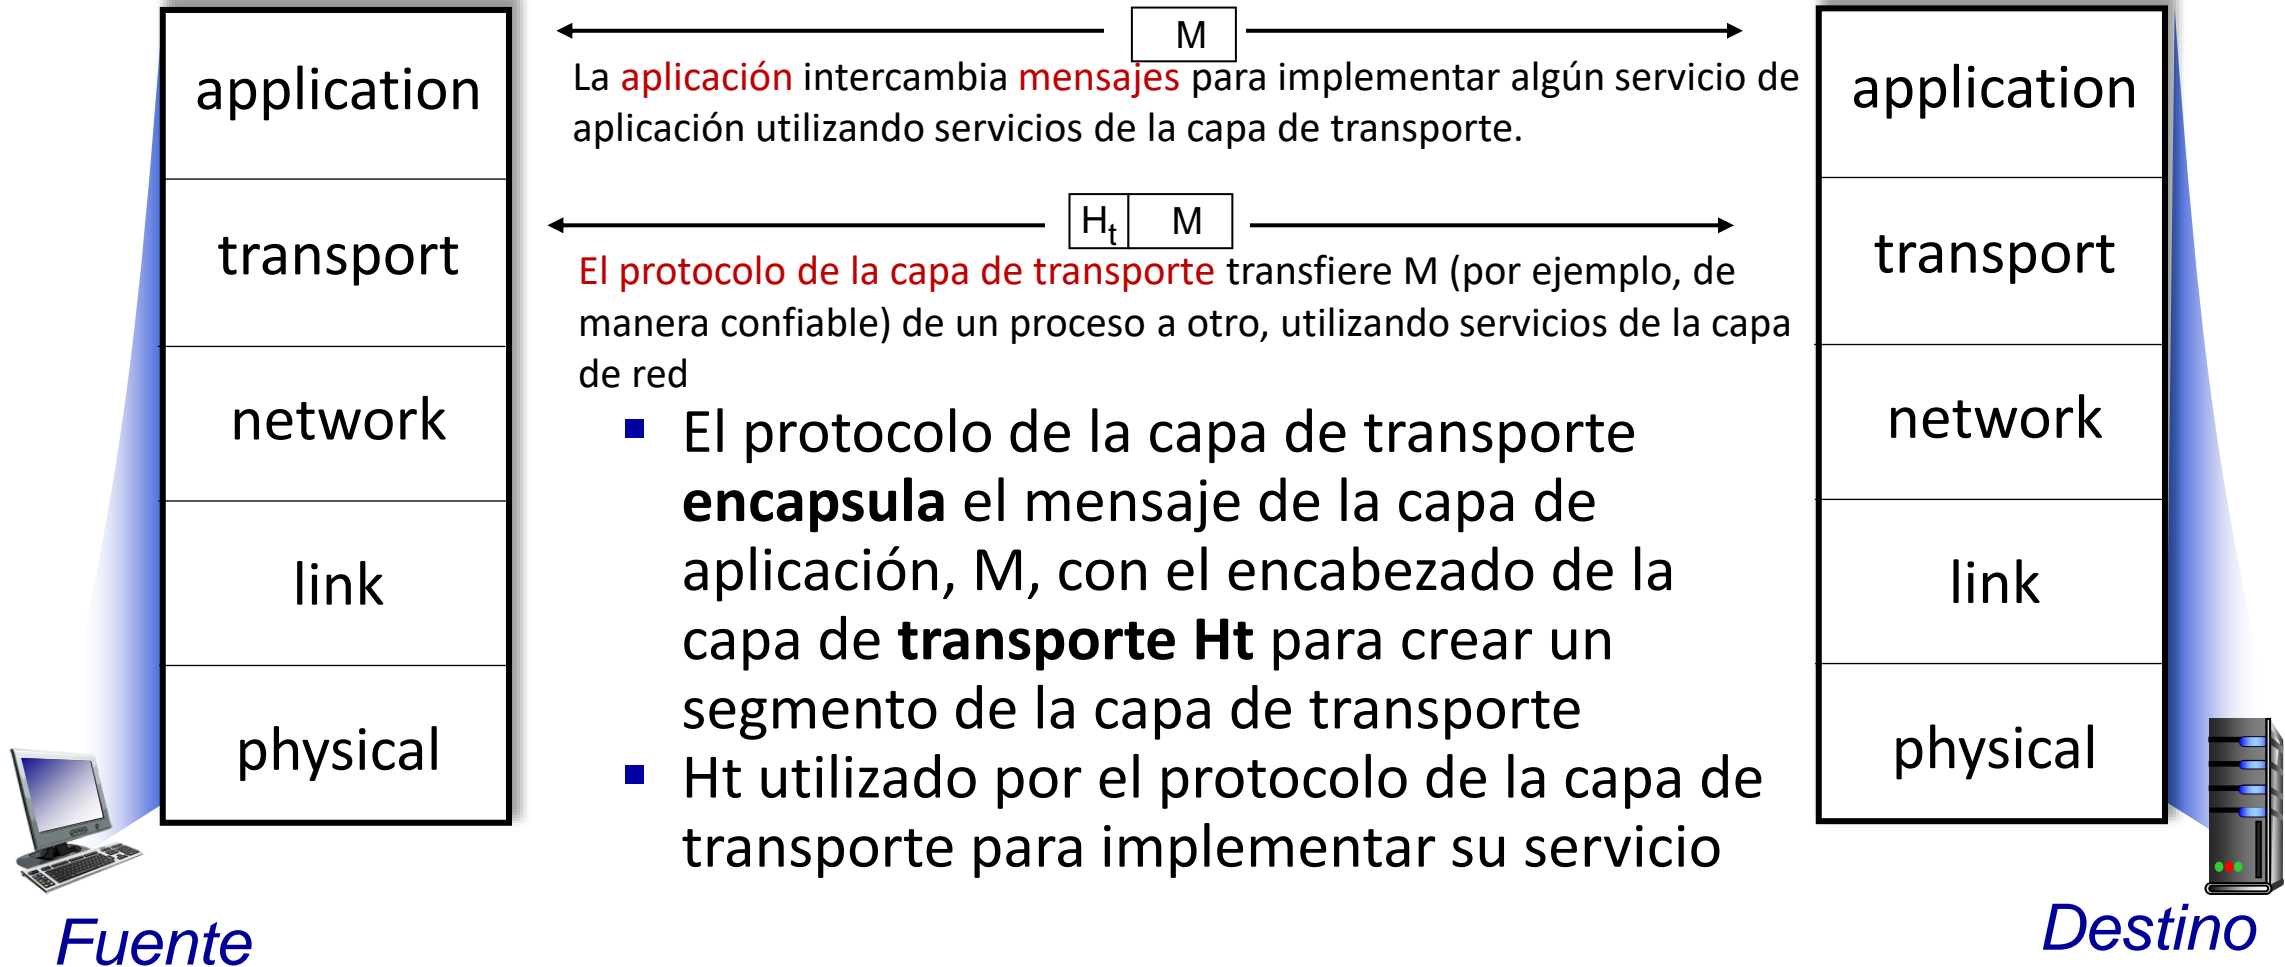 application
transport
network
link
physical
Fuente
M
La aplicación intercambia mensajes para implementar algún servicio de
aplicación utilizando servicios de la capa de transporte.
Ht M
El protocolo de la capa de transporte transfiere M (por ejemplo, de
manera confiable) de un proceso a otro, utilizando servicios de la capa
de red
El protocolo de la capa de transporte
encapsula el mensaje de la capa de
aplicación, M, con el encabezado de la
capa de transporte Ht para crear un
segmento de la capa de transporte
Ht utilizado por el protocolo de la capa de
transporte para implementar su servicio
application
transport
network
link
physical
Destino